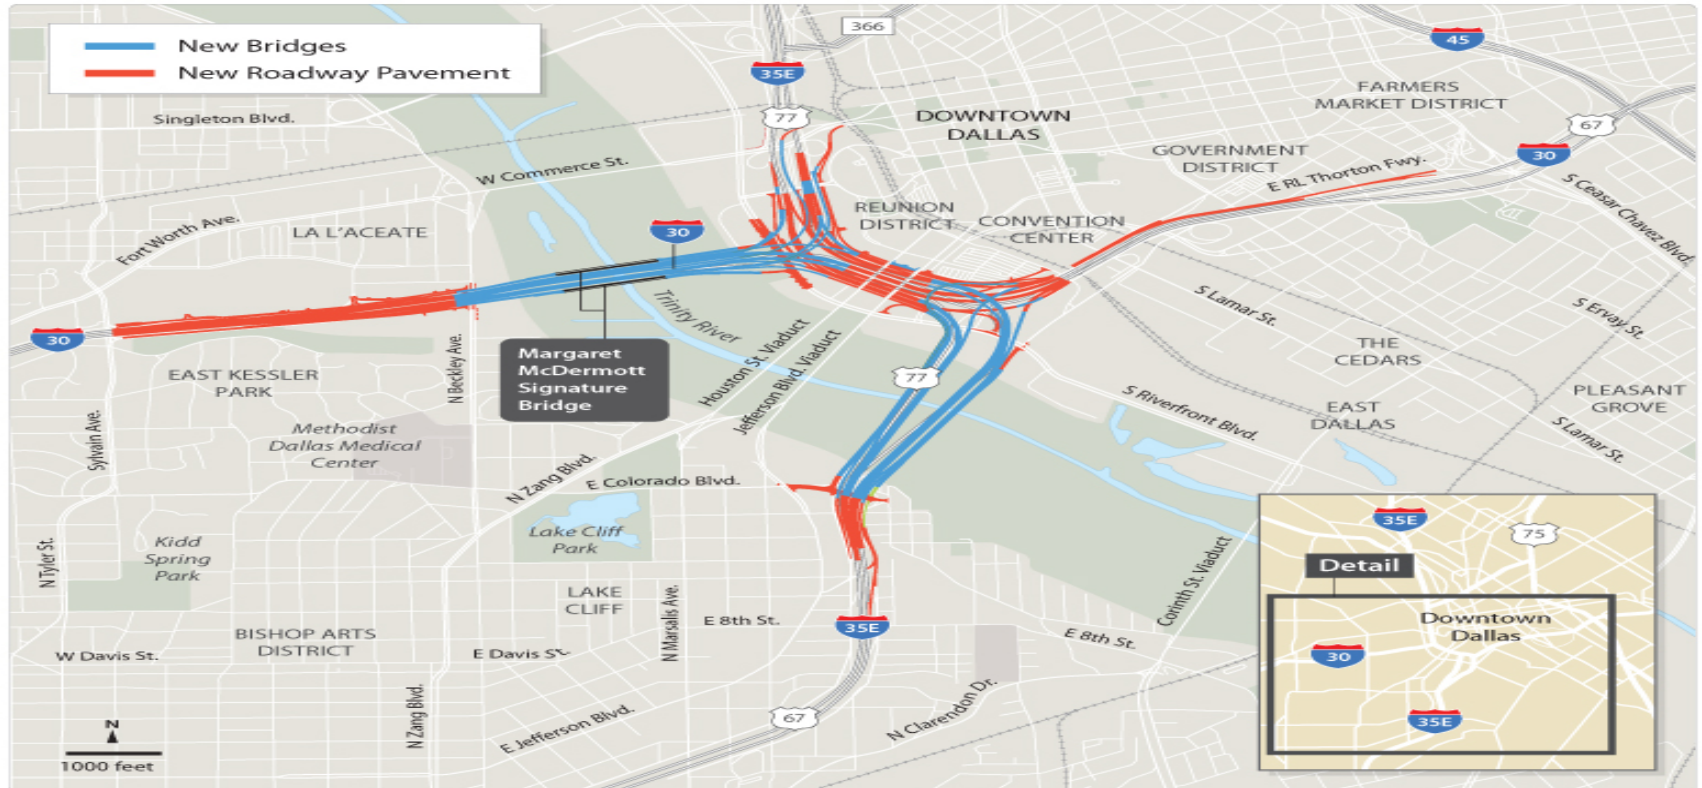 New Bridges
New Roadway Pavement
366
45
35E
77
FARMERS
MARKET DISTRICT
DOWNTOWN
DALLAS
67
Singleton Blvd.
GOVERNMENT
DISTRICT
30
W Commerce St.
E RL Thorton Fwy.
S Ceasar Chavez Blvd.
REUNION
DISTRICT
CONVENTION
CENTER
Fort Worth Ave.
LA L'ACEATE
30
Trinity River
S Lamar St.
S Ervay St.
30
Margaret
McDermott
Signature
Bridge
Houston St. Viaduct
Jefferson Blvd. Viaduct
THE
CEDARS
EAST KESSLER
PARK
N Beckley Ave.
77
PLEASANT
GROVE
S Riverfront Blvd.
EAST
DALLAS
Sylvain Ave.
Methodist
Dallas Medical
Center
S Lamar St.
N Zang Blvd.
E Colorado Blvd.
Lake Cliff
Park
Kidd
Spring
Park
N Tyler St.
LAKE
CLIFF
N Marsalis Ave.
E 8th St.
35E
E 8th St.
Corinth St. Viaduct
BISHOP ARTS
DISTRICT
W Davis St.
E Davis St.
N Zang Blvd.
E Jefferson Blvd.
67
N Clarendon Dr.
N
1000 feet
35E
75
Detail
Downtown
Dallas
30
35E